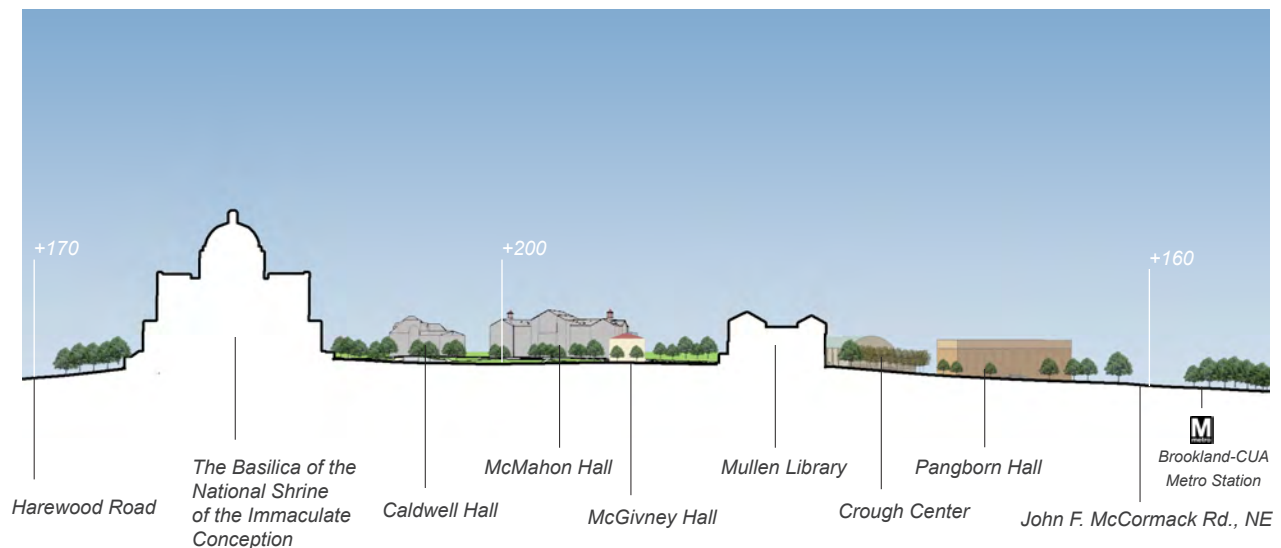 +170
+200
+160
Harewood Road
The Basilica of the
National Shrine
of the Immaculate
Conception
Caldwell Hall
McMahon Hall
McGivney Hall
Mullen Library
Crough Center
Pangborn Hall
John F. McCormack Rd., NE
M
metro
Brookland-CUA
Metro Station